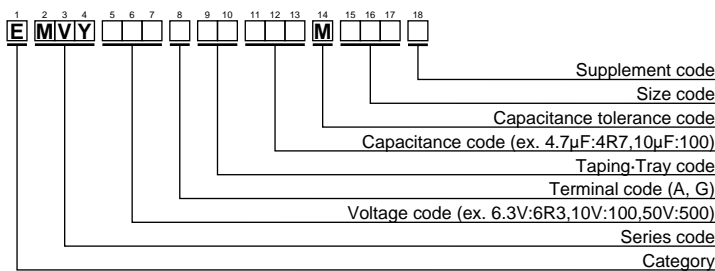 1 2 3 4 5 6 7 8 9 10 11 12 13 14 15 16 17 18
E M V Y M
Supplement code
Size code
Capacitance tolerance code
Capacitance code (ex. 4.7µF:4R7,10µF:100)
Taping·Tray code
Terminal code (A, G)
Voltage code (ex. 6.3V:6R3,10V:100,50V:500)
Series code
Category